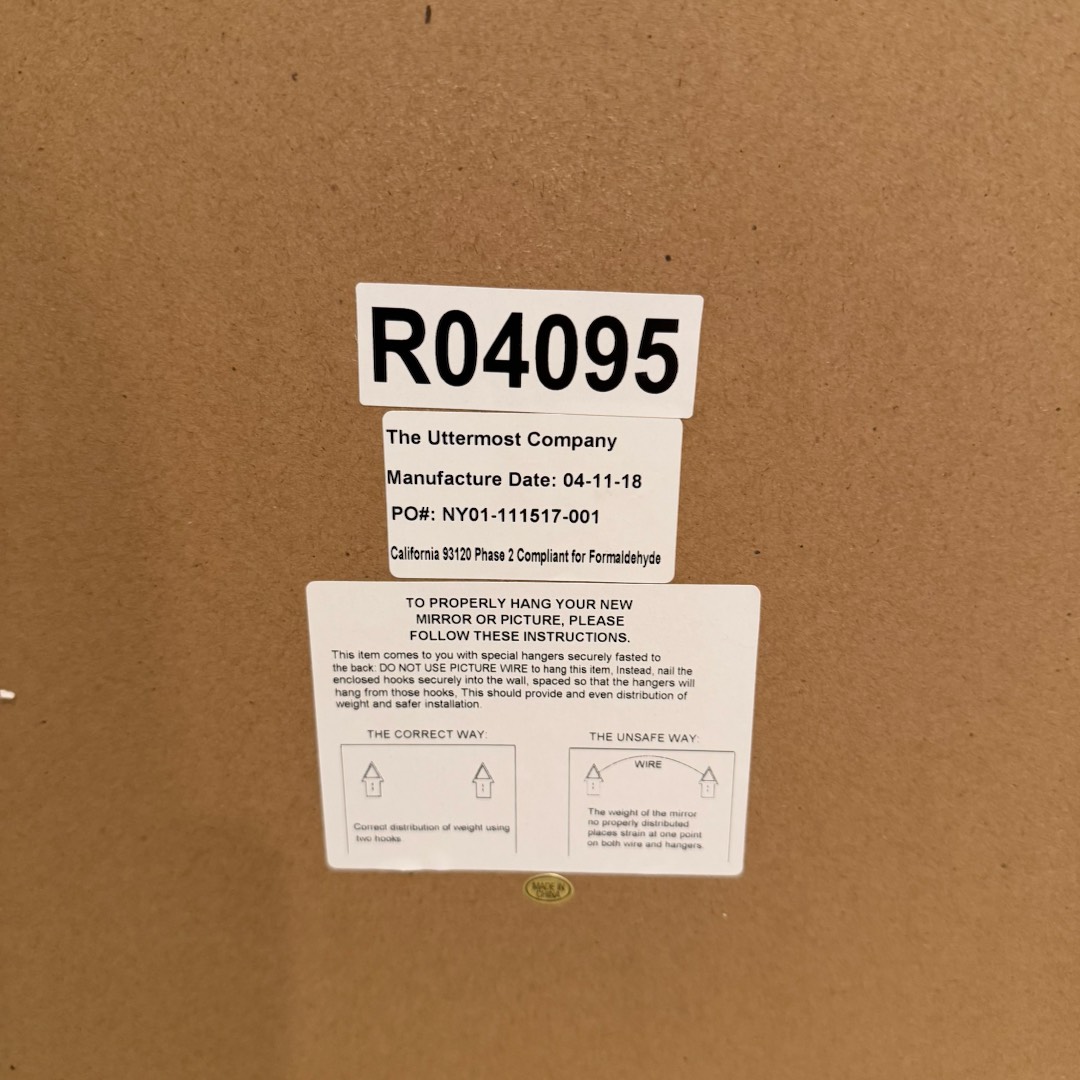 R04095
The Uttermost Company
Manufacture Date: 04-11-18
PO#: NY01-111517-001
California 93120 Phase 2 Compliant for Formaldehyde
TO PROPERLY HANG YOUR NEW
MIRROR OR PICTURE, PLEASE
FOLLOW THESE INSTRUCTIONS.
This item comes to you with special hangers securely fasted to
the back: DO NOT USE PICTURE WIRE to hang this item, Instead, nail the
enclosed hooks securely into the wall, spaced so that the hangers will
hang from those hooks, This should provide and even distribution of
weight and safer installation.
THE CORRECT WAY:
Correct distribution of weight using
two hooks
THE UNSAFE WAY:
WIRE
The weight of the mirror
no properly distributed
places strain at one point
on both wire and hangers.
MADE IN
CHINA